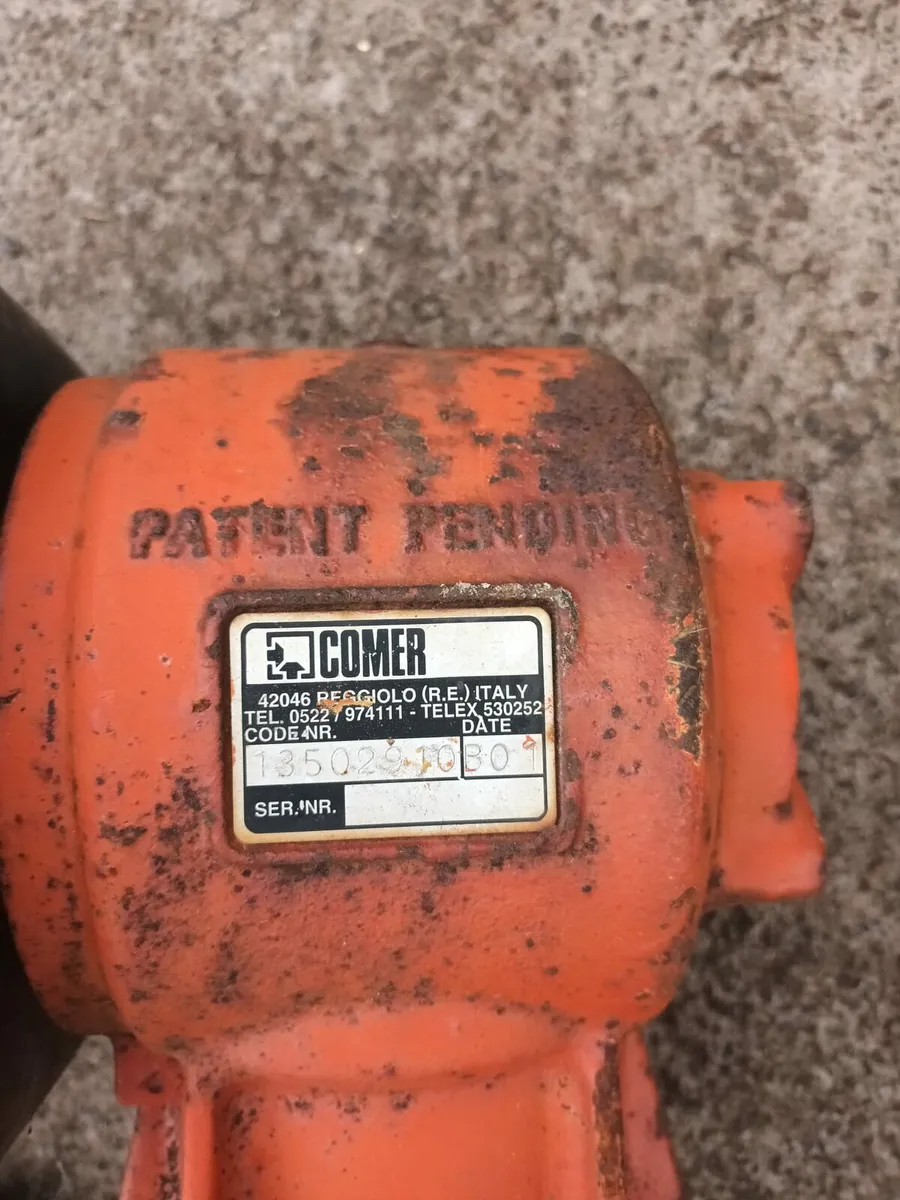 PATENT PENDING
COMER
42046 REGGIOLO (R.E.) ITALY
TEL. 0522 / 974111 - TELEX 530252
CODE NR. DATE
13502910 B01
SER. NR.